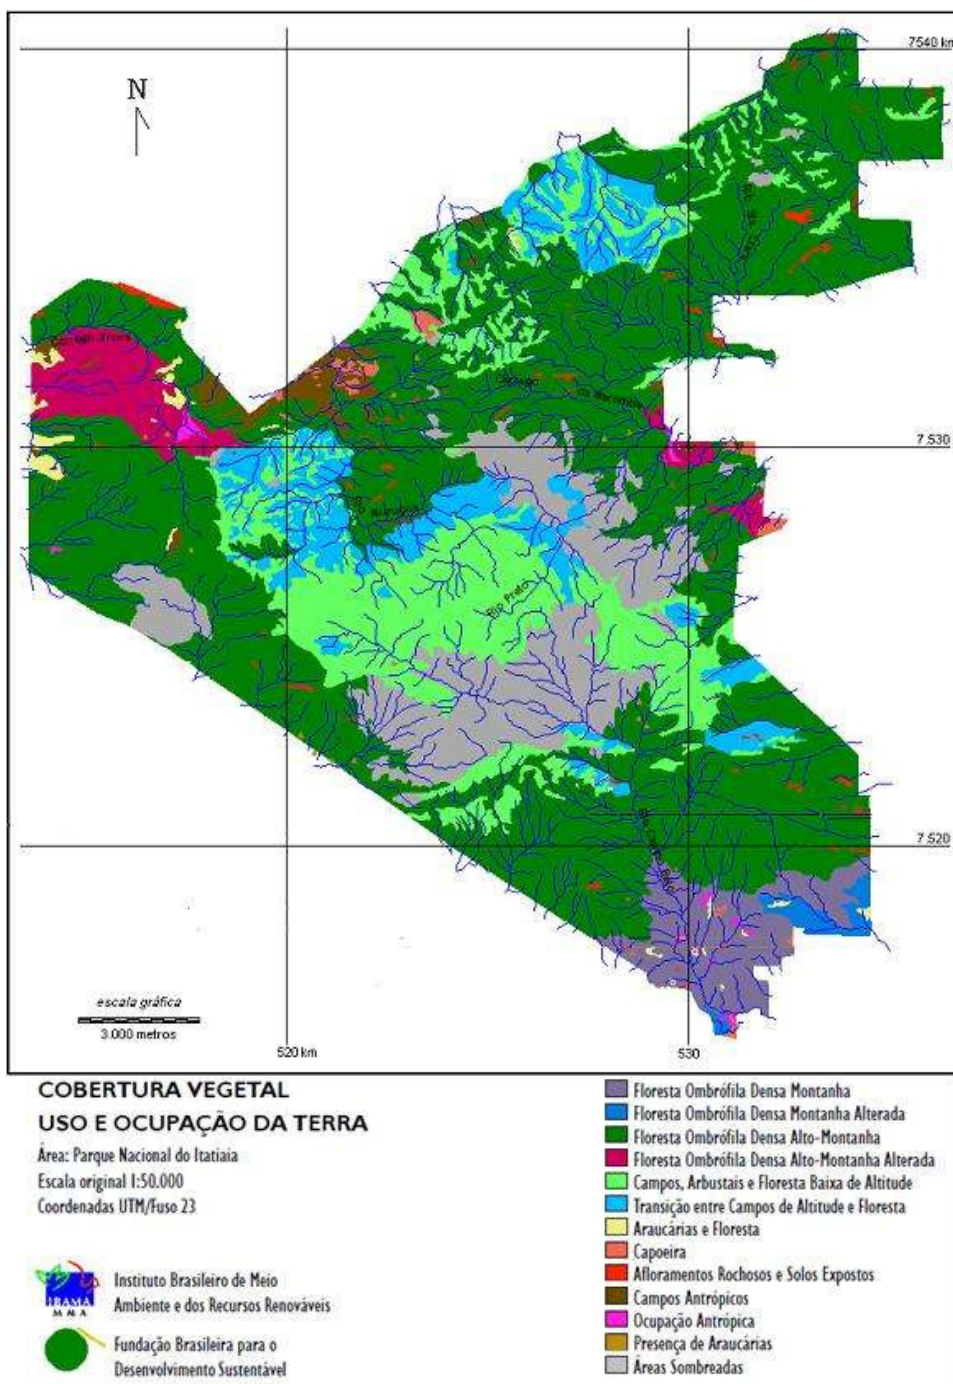 N
7540 km
Rio Preto
7.530
7.520
escala gráfica
3.000 metros
520 km
530
COBERTURA VEGETAL
USO E OCUPAÇÃO DA TERRA
Área: Parque Nacional do Itatiaia
Escala original 1:50.000
Coordenadas UTM/Fuso 23
IBAMA
M M A
Instituto Brasileiro de Meio
Ambiente e dos Recursos Renováveis
Fundação Brasileira para o
Desenvolvimento Sustentável
Floresta Ombrófila Densa Montanha
Floresta Ombrófila Densa Montanha Alterada
Floresta Ombrófila Densa Alto-Montanha
Floresta Ombrófila Densa Alto-Montanha Alterada
Campos, Arbustais e Floresta Baixa de Altitude
Transição entre Campos de Altitude e Floresta
Araucárias e Floresta
Capoeira
Afloramentos Rochosos e Solos Expostos
Campos Antrópicos
Ocupação Antrópica
Presença de Araucárias
Áreas Sombreadas